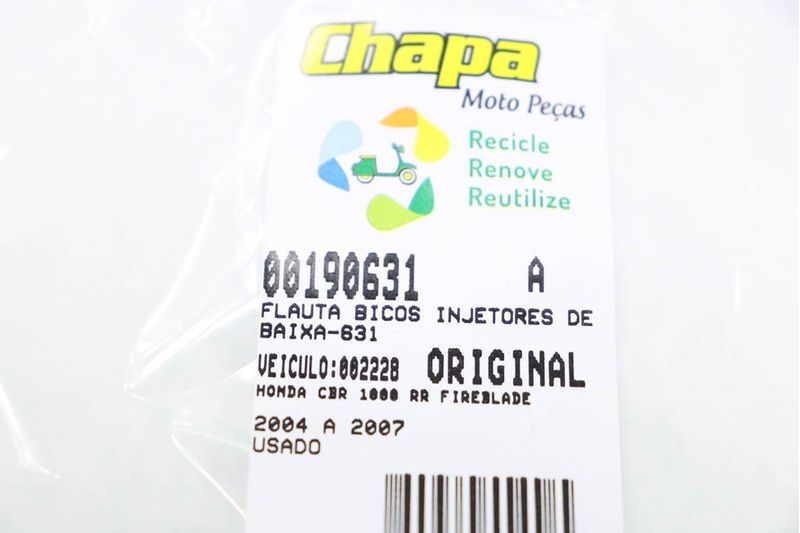 Chapa
Moto Peças
Recicle
Renove
Reutilize
00190631 A
FLAUTA BICOS INJETORES DE
BAIXA-631
VEICULO:002228 ORIGINAL
HONDA CBR 1000 RR FIREBLADE
2004 A 2007
USADO